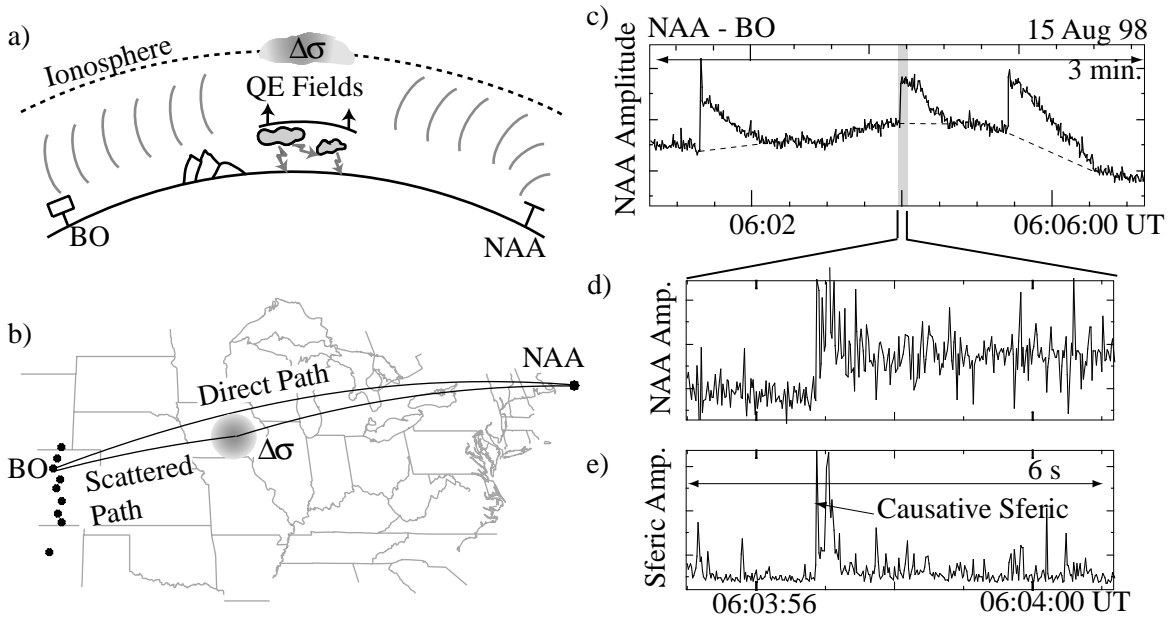 a)
Ionosphere
Δσ
QE Fields
BO
NAA
b)
NAA
Direct Path
Δσ
BO
Scattered
Path
c)
NAA - BO
15 Aug 98
3 min.
NAA Amplitude
06:02
06:06:00 UT
d)
NAA Amp.
e)
6 s
Causative Sferic
Sferic Amp.
06:03:56
06:04:00 UT